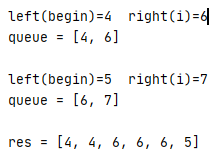 left(begin)=4  right(i)=6
queue = [4, 6]
left(begin)=5  right(i)=7
queue = [6, 7]
res = [4, 4, 6, 6, 6, 5]